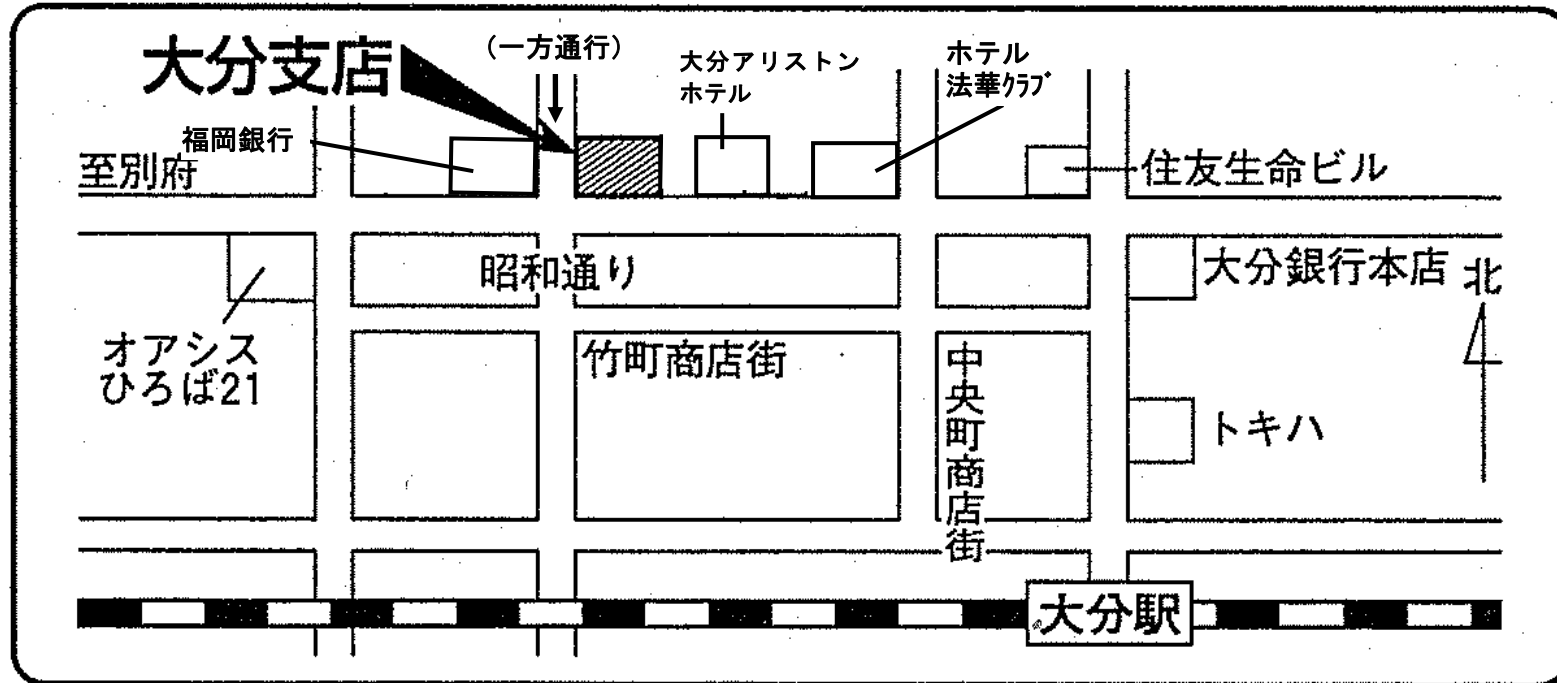 大分支店
（一方通行）
大分アリストン
ホテル
ホテル
法華ｸﾗﾌﾞ
福岡銀行
至別府
住友生命ビル
昭和通り
大分銀行本店
北
オアシス
ひろば21
竹町商店街
中央町商店街
トキハ
大分駅